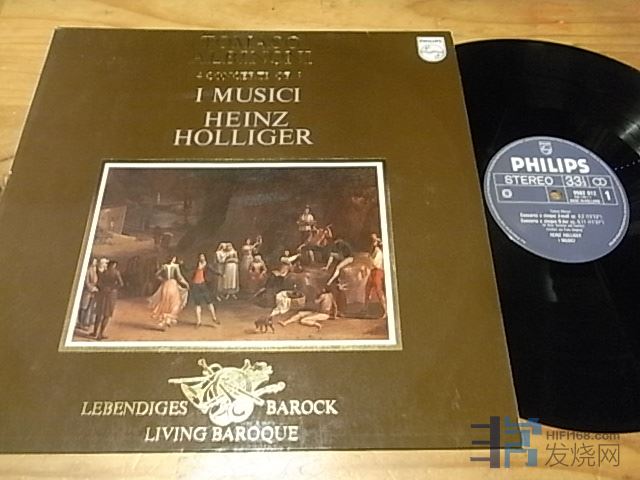 TOMASO
ALBINONI
4 CONCERTI OP. 9
I MUSICI
HEINZ
HOLLIGER
LEBENDIGES BAROCK
LIVING BAROQUE
PHILIPS
STEREO 33⅓
1
HEINZ HOLLIGER
I MUSICI
HIFI168.com
发烧网